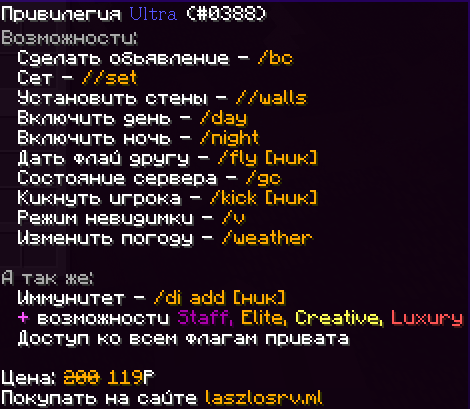 Привилегия Ultra (#0388)
Возможности:
Сделать обьявление - /bc
Сет - //set
Установить стены - //walls
Включить день - /day
Включить ночь - /night
Дать флай другу - /fly [ник]
Состояние сервера - /gc
Кикнуть игрока - /kick [ник]
Режим невидимки - /v
Изменить погоду - /weather
А так же:
Иммунитет - /di add [ник]
+ возможности Staff, Elite, Creative, Luxury
Доступ ко всем флагам привата
Цена: 200 119₽
Покупать на сайте laszlosrv.ml